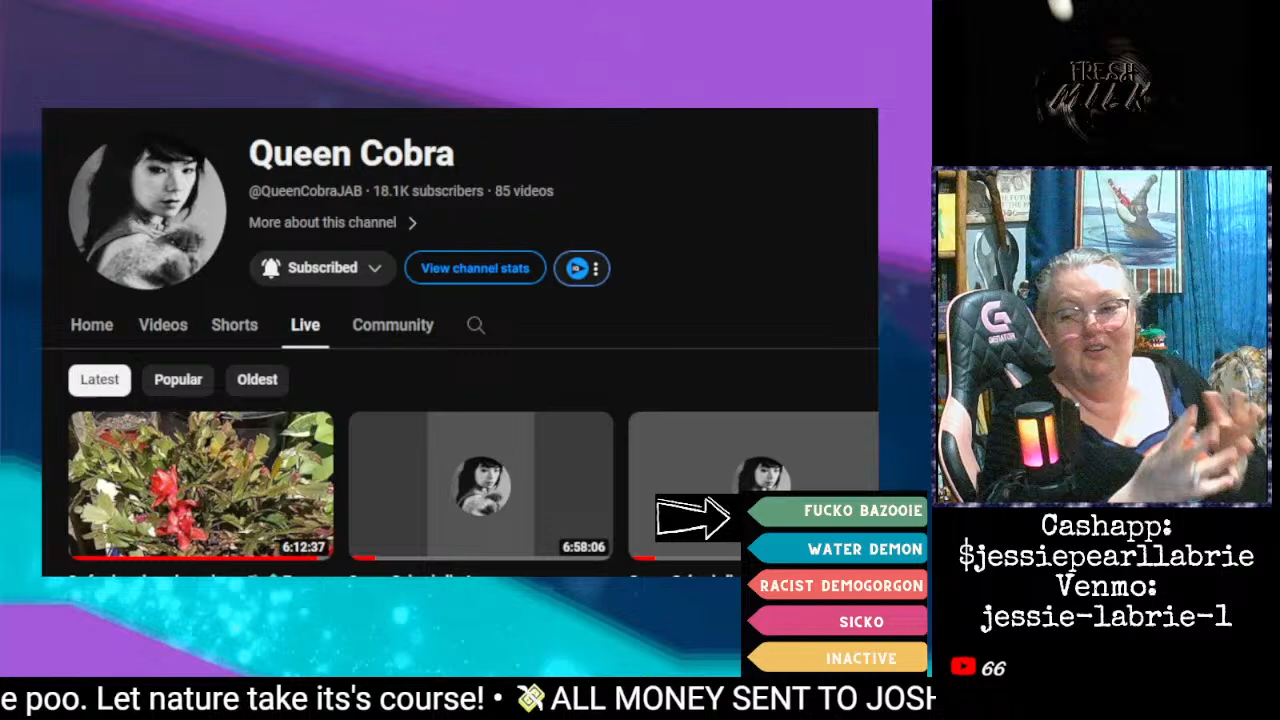 Queen Cobra
@QueenCobraJAB · 18.1K subscribers · 85 videos
More about this channel
Subscribed
View channel stats
Home
Videos
Shorts
Live
Community
Latest
Popular
Oldest
6:12:37
6:58:06
FUCKO BAZOOIE
WATER DEMON
RACIST DEMOGORGON
SICKO
INACTIVE
FRESH
MILK
Cashapp:
$jessiepearllabrie
Venmo:
jessie-labrie-1
66
e poo. Let nature take its's course! • 💸ALL MONEY SENT TO JOSH